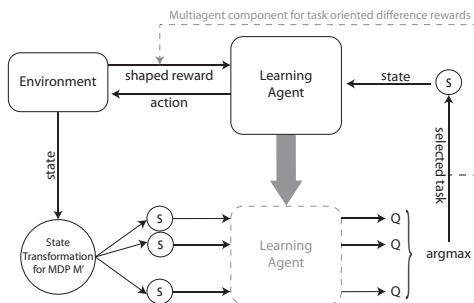 Multiagent component for task oriented difference rewards
Environment
shaped reward
action
Learning
Agent
state
S
state
selected task
State
Transformation
for MDP M'
S
S
S
Learning
Agent
Q
Q
Q
argmax